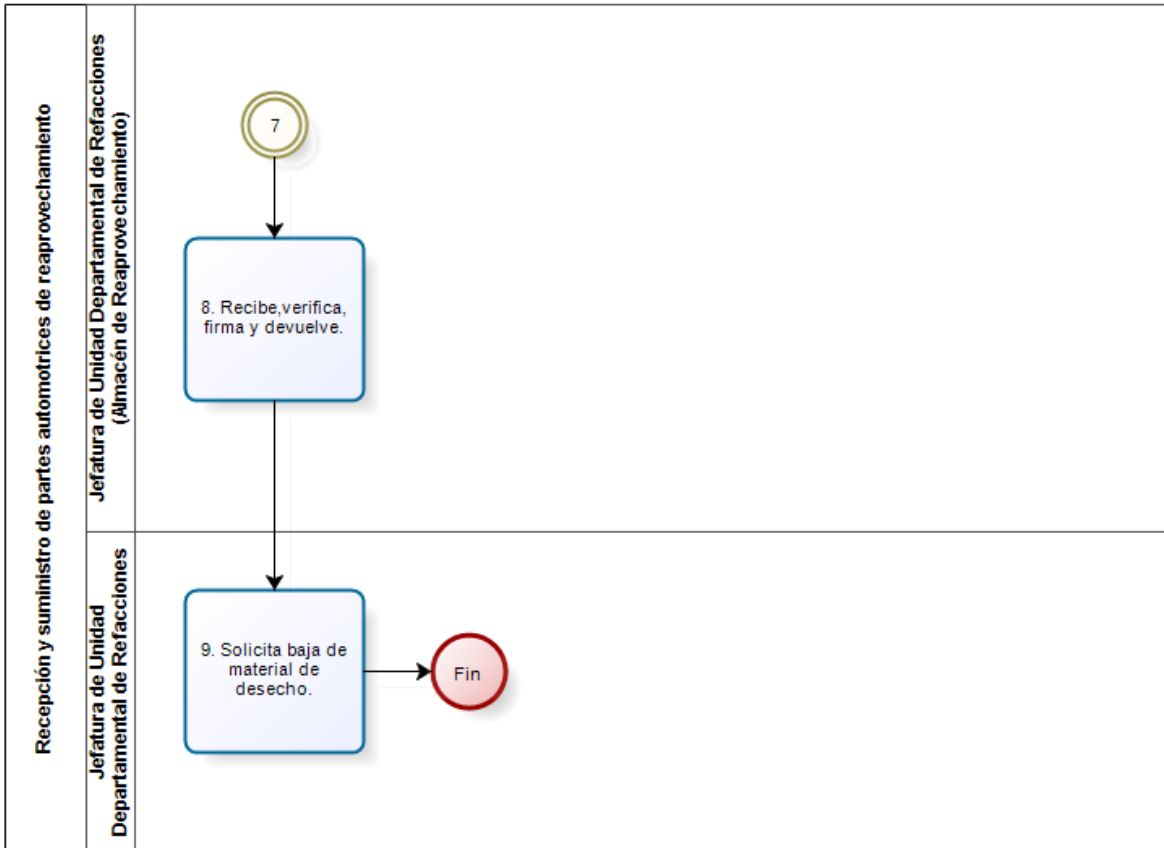 Recepción y suministro de partes automotrices de reaprovechamiento
Jefatura de Unidad Departamental de Refacciones
(Almacén de Reaprovechamiento)
7
8. Recibe,verifica,
firma y devuelve.
Jefatura de Unidad
Departamental de Refacciones
9. Solicita baja de
material de
desecho.
Fin